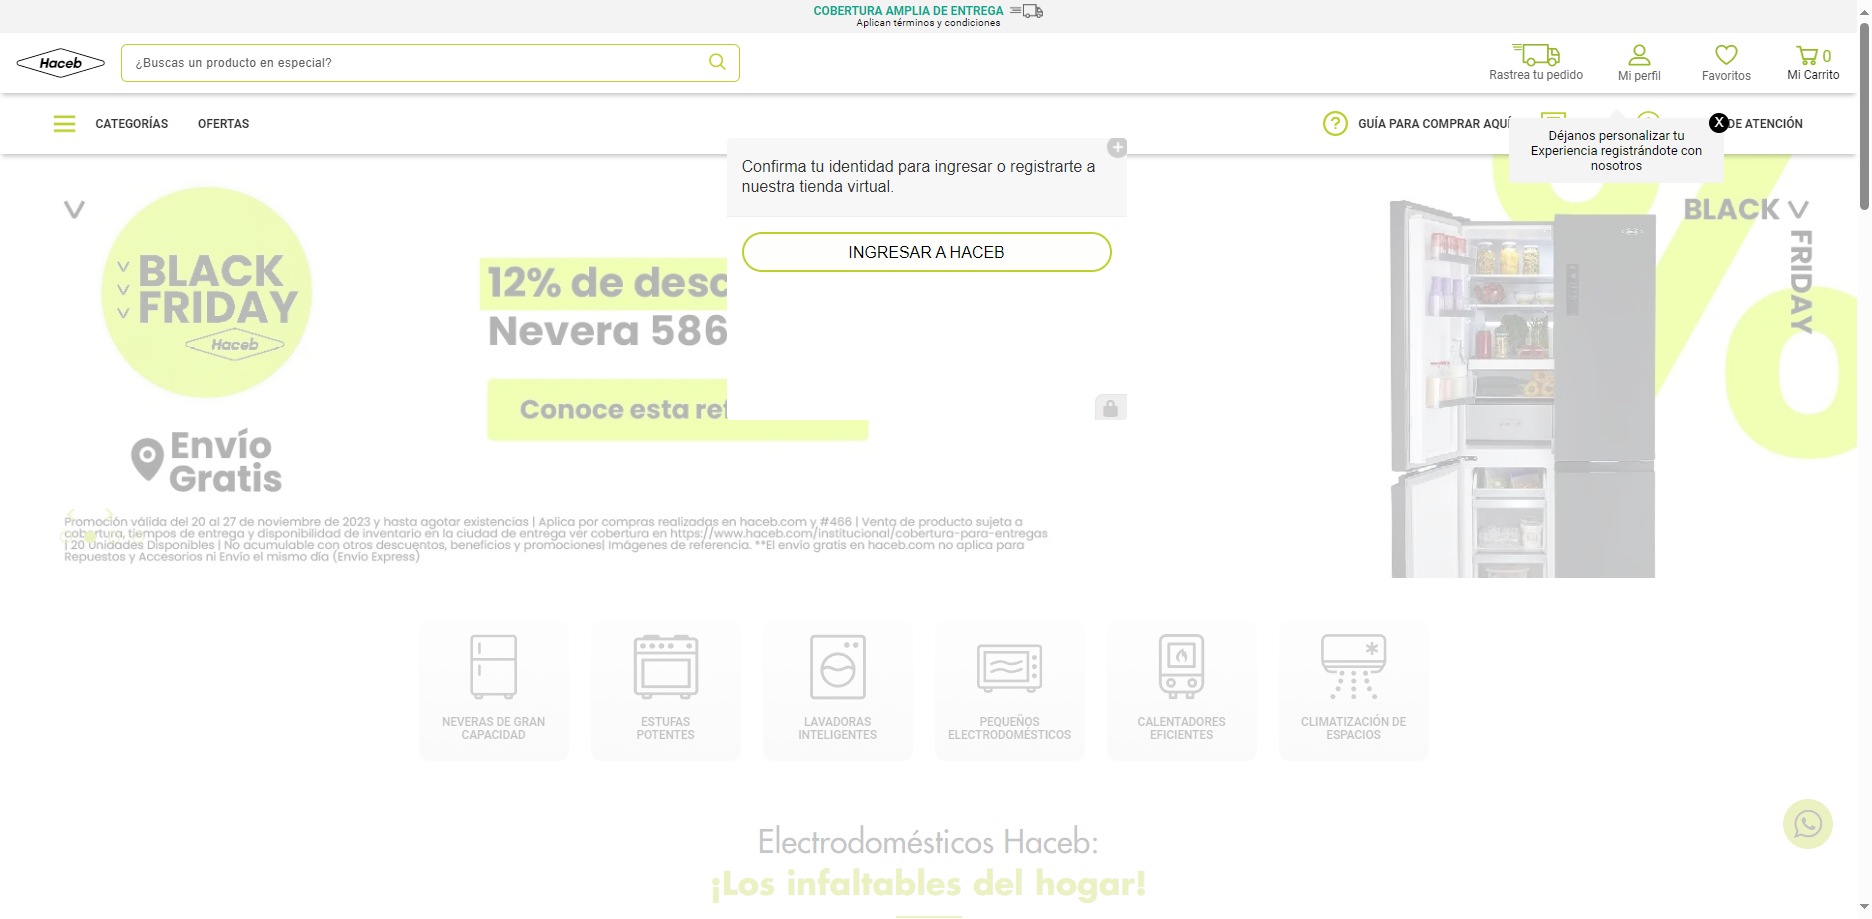 COBERTURA AMPLIA DE ENTREGA
Aplican términos y condiciones
Haceb
¿Buscas un producto en especial?
Rastrea tu pedido
Mi perfil
Favoritos
0
Mi Carrito
CATEGORÍAS
OFERTAS
GUÍA PARA COMPRAR AQUÍ
DE ATENCIÓN
X
Déjanos personalizar tu
Experiencia registrándote con
nosotros
Confirma tu identidad para ingresar o registrarte a
nuestra tienda virtual.
INGRESAR A HACEB
BLACK
FRIDAY
Haceb
Envío
Gratis
12% de desc
Nevera 586
Conoce esta ref
BLACK
FRIDAY
%
Promoción válida del 20 al 27 de noviembre de 2023 y hasta agotar existencias | Aplica por compras realizadas en haceb.com y #466 | Venta de producto sujeta a
cobertura, tiempos de entrega y disponibilidad de inventario en la ciudad de entrega ver cobertura en https://www.haceb.com/institucional/cobertura-para-entregas
| 20 Unidades Disponibles | No acumulable con otros descuentos, beneficios y promociones| Imágenes de referencia. **El envío gratis en haceb.com no aplica para
Repuestos y Accesorios ni Envío el mismo día (Envío Express)
NEVERAS DE GRAN
CAPACIDAD
ESTUFAS
POTENTES
LAVADORAS
INTELIGENTES
PEQUEÑOS
ELECTRODOMÉSTICOS
CALENTADORES
EFICIENTES
CLIMATIZACIÓN DE
ESPACIOS
Electrodomésticos Haceb:
¡Los infaltables del hogar!